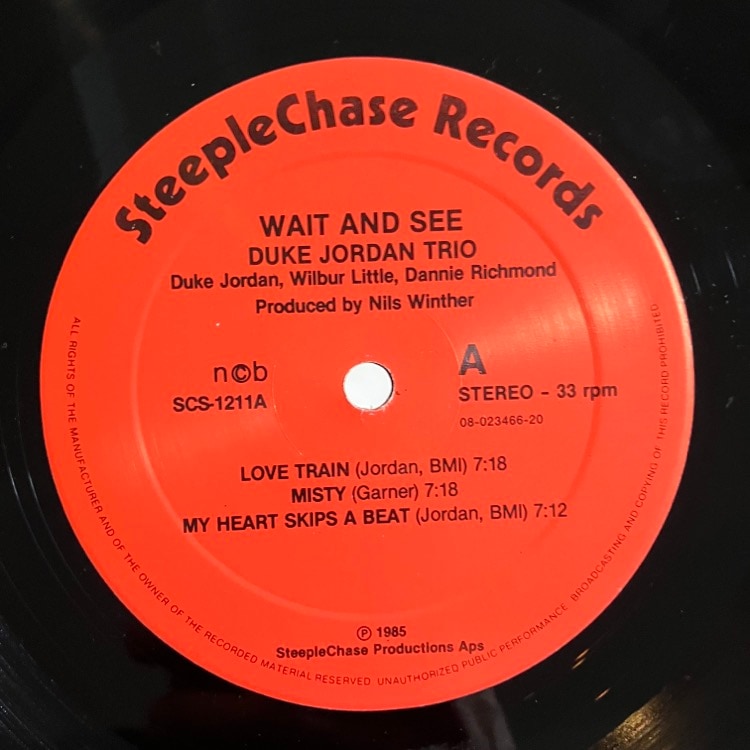 SteepleChase Records
WAIT AND SEE
DUKE JORDAN TRIO
Duke Jordan, Wilbur Little, Dannie Richmond
Produced by Nils Winther
n©b
SCS-1211A
A
STEREO - 33 rpm
08-023466-20
LOVE TRAIN (Jordan, BMI) 7:18
MISTY (Garner) 7:18
MY HEART SKIPS A BEAT (Jordan, BMI) 7:12
℗ 1985
SteepleChase Productions Aps
ALL RIGHTS OF THE MANUFACTURER AND OF THE OWNER OF THE RECORDED MATERIAL RESERVED. UNAUTHORIZED PUBLIC PERFORMANCE. BROADCASTING AND COPYING OF THIS RECORD PROHIBITED.